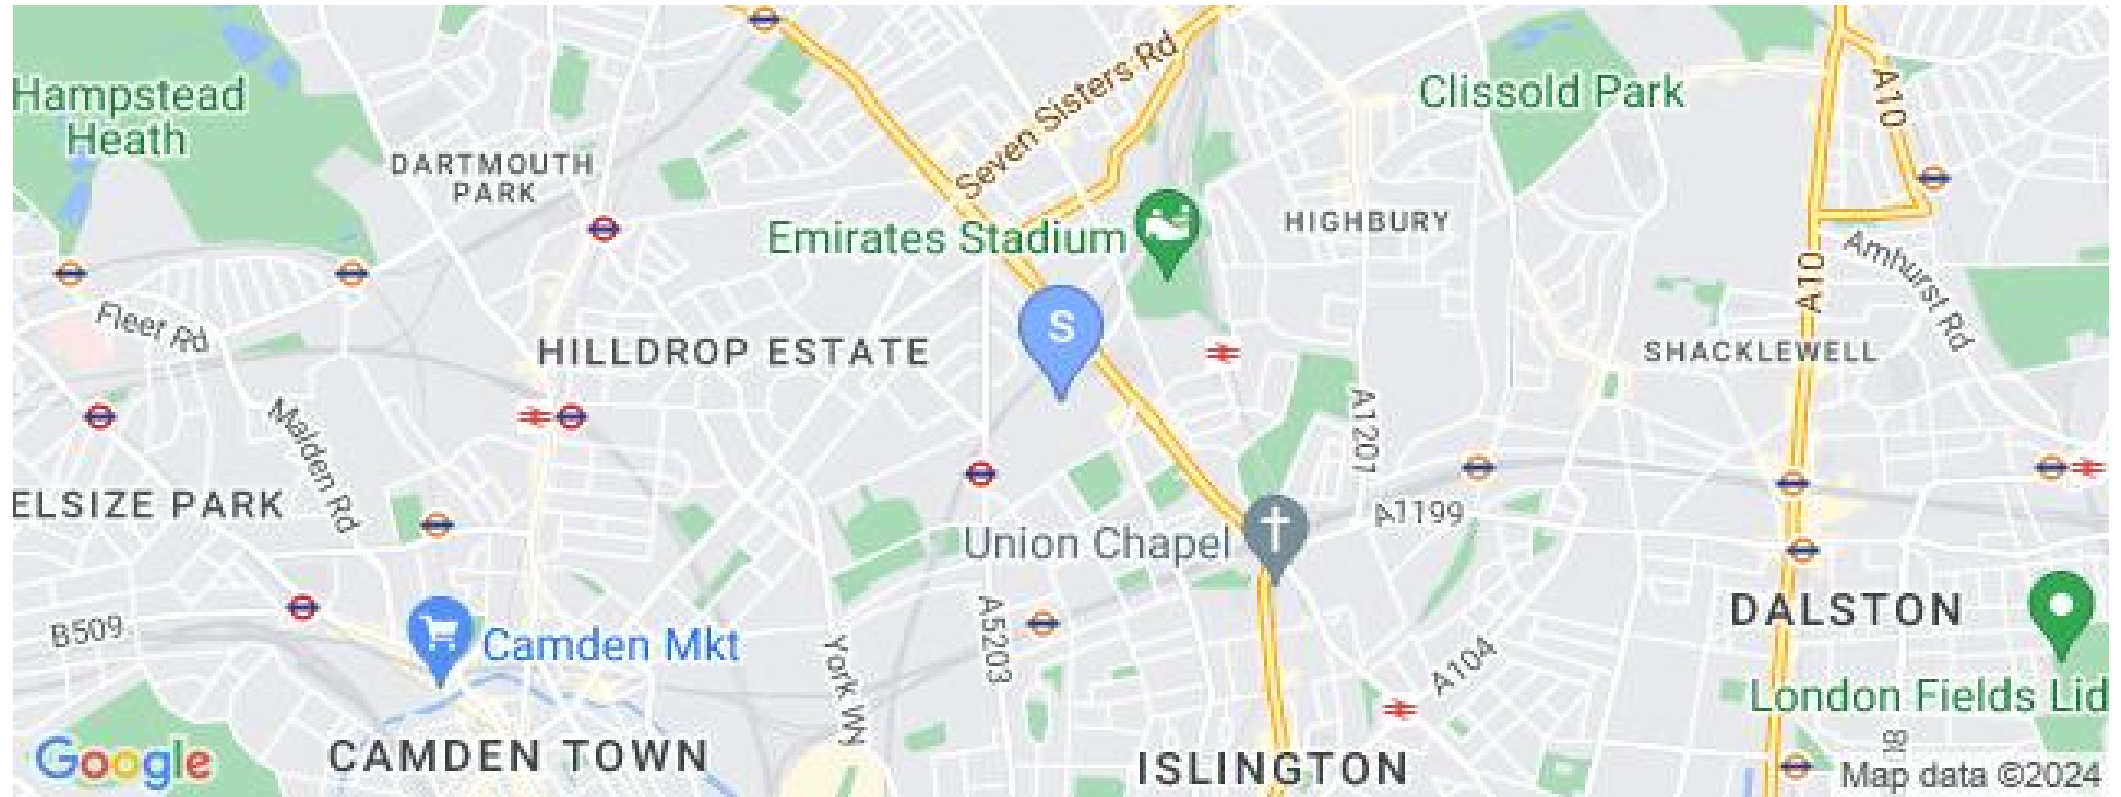 Seven Sisters Rd
Hampstead
Heath
Clissold Park
A10
DARTMOUTH
PARK
HIGHBURY
Emirates Stadium
Amhurst Rd
A10
Fleet Rd
S
HILLDROP ESTATE
SHACKLEWELL
Malden Rd
A1201
ELSIZE PARK
A1199
Union Chapel
B509
Camden Mkt
A5203
York Wy
A104
DALSTON
London Fields Lid
Google
CAMDEN TOWN
ISLINGTON
Map data ©2024